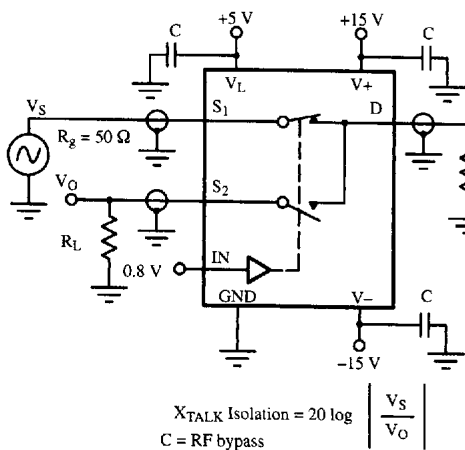 +5 V
+15 V
C
C
V_L
V+
V_S
S_1
D
R_g = 50 Ω
V_O
S_2
R_L
IN
0.8 V
GND
V−
C
−15 V
X_TALK Isolation = 20 log | V_S / V_O |
C = RF bypass